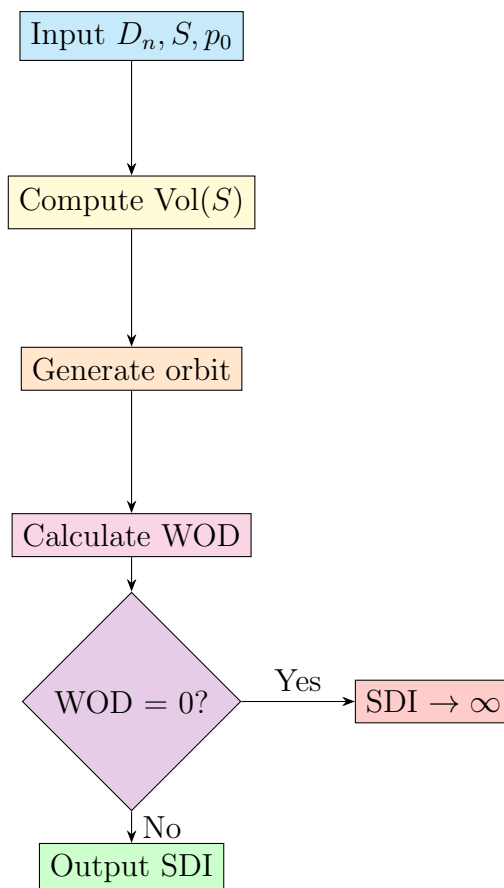 Input $D_n, S, p_0$
Compute Vol($S$)
Generate orbit
Calculate WOD
WOD = 0?
Yes
SDI → ∞
No
Output SDI